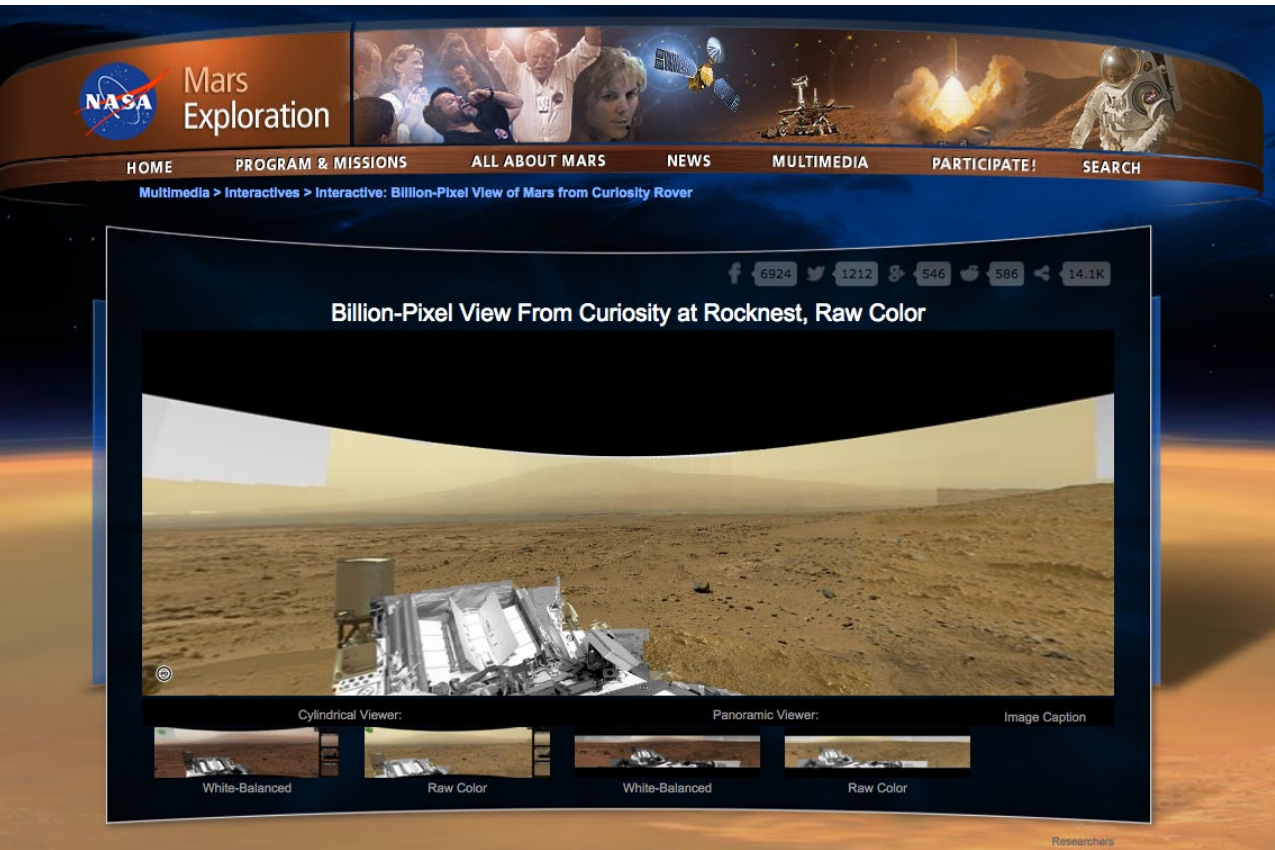 NASA
Mars
Exploration
HOME PROGRAM & MISSIONS ALL ABOUT MARS NEWS MULTIMEDIA PARTICIPATE! SEARCH
Multimedia > Interactives > Interactive: Billion-Pixel View of Mars from Curiosity Rover
6924 1212 546 586 14.1K
Billion-Pixel View From Curiosity at Rocknest, Raw Color
Cylindrical Viewer: Panoramic Viewer: Image Caption
White-Balanced Raw Color White-Balanced Raw Color
Researchers